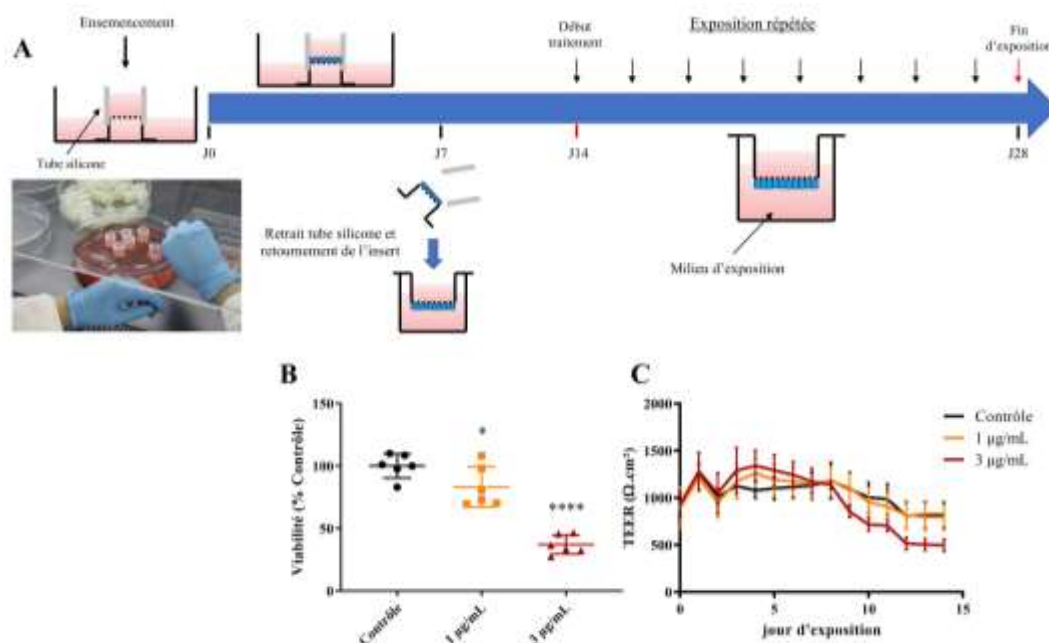 A
Ensemencement
Tube silicone
J0
J7
J14
J28
Début
traitement
Exposition répétée
Fin
d'exposition
Retrait tube silicone et
retournement de l'insert
Milieu d'exposition
B
Viabilité (% Contrôle)
150
100
50
0
*
****
Contrôle
1 µg/mL
3 µg/mL
C
TEER (Ω.cm²)
2000
1500
1000
500
0
0
5
10
15
jour d'exposition
Contrôle
1 µg/mL
3 µg/mL